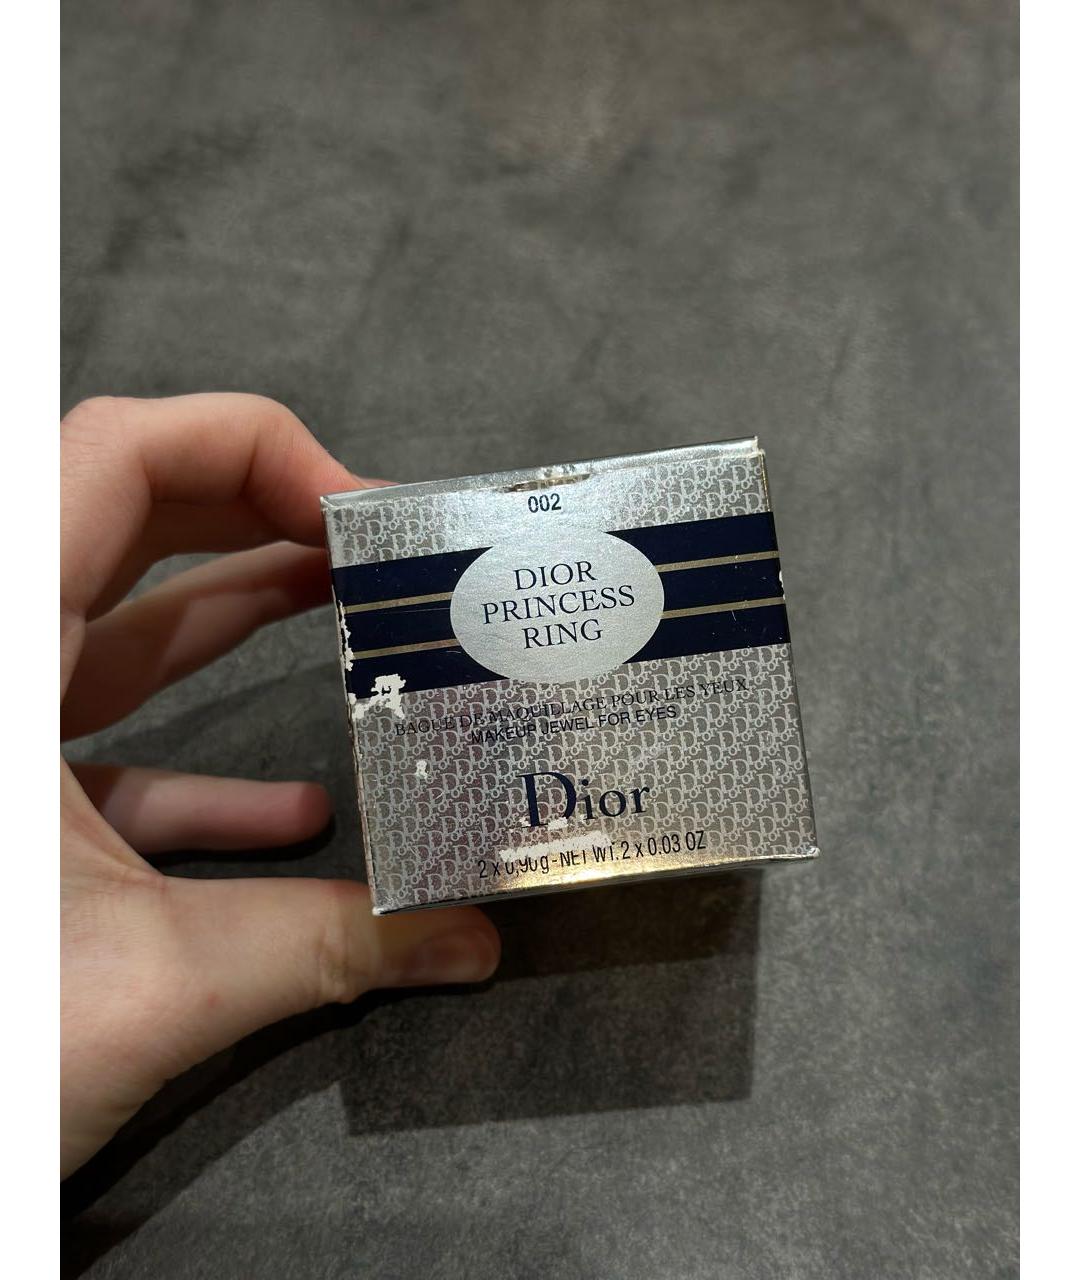 002
DIOR
PRINCESS
RING
BAGUE DE MAQUILLAGE POUR LES YEUX
MAKEUP JEWEL FOR EYES
Dior
2 x 0,90g - NET WT. 2 x 0.03 OZ